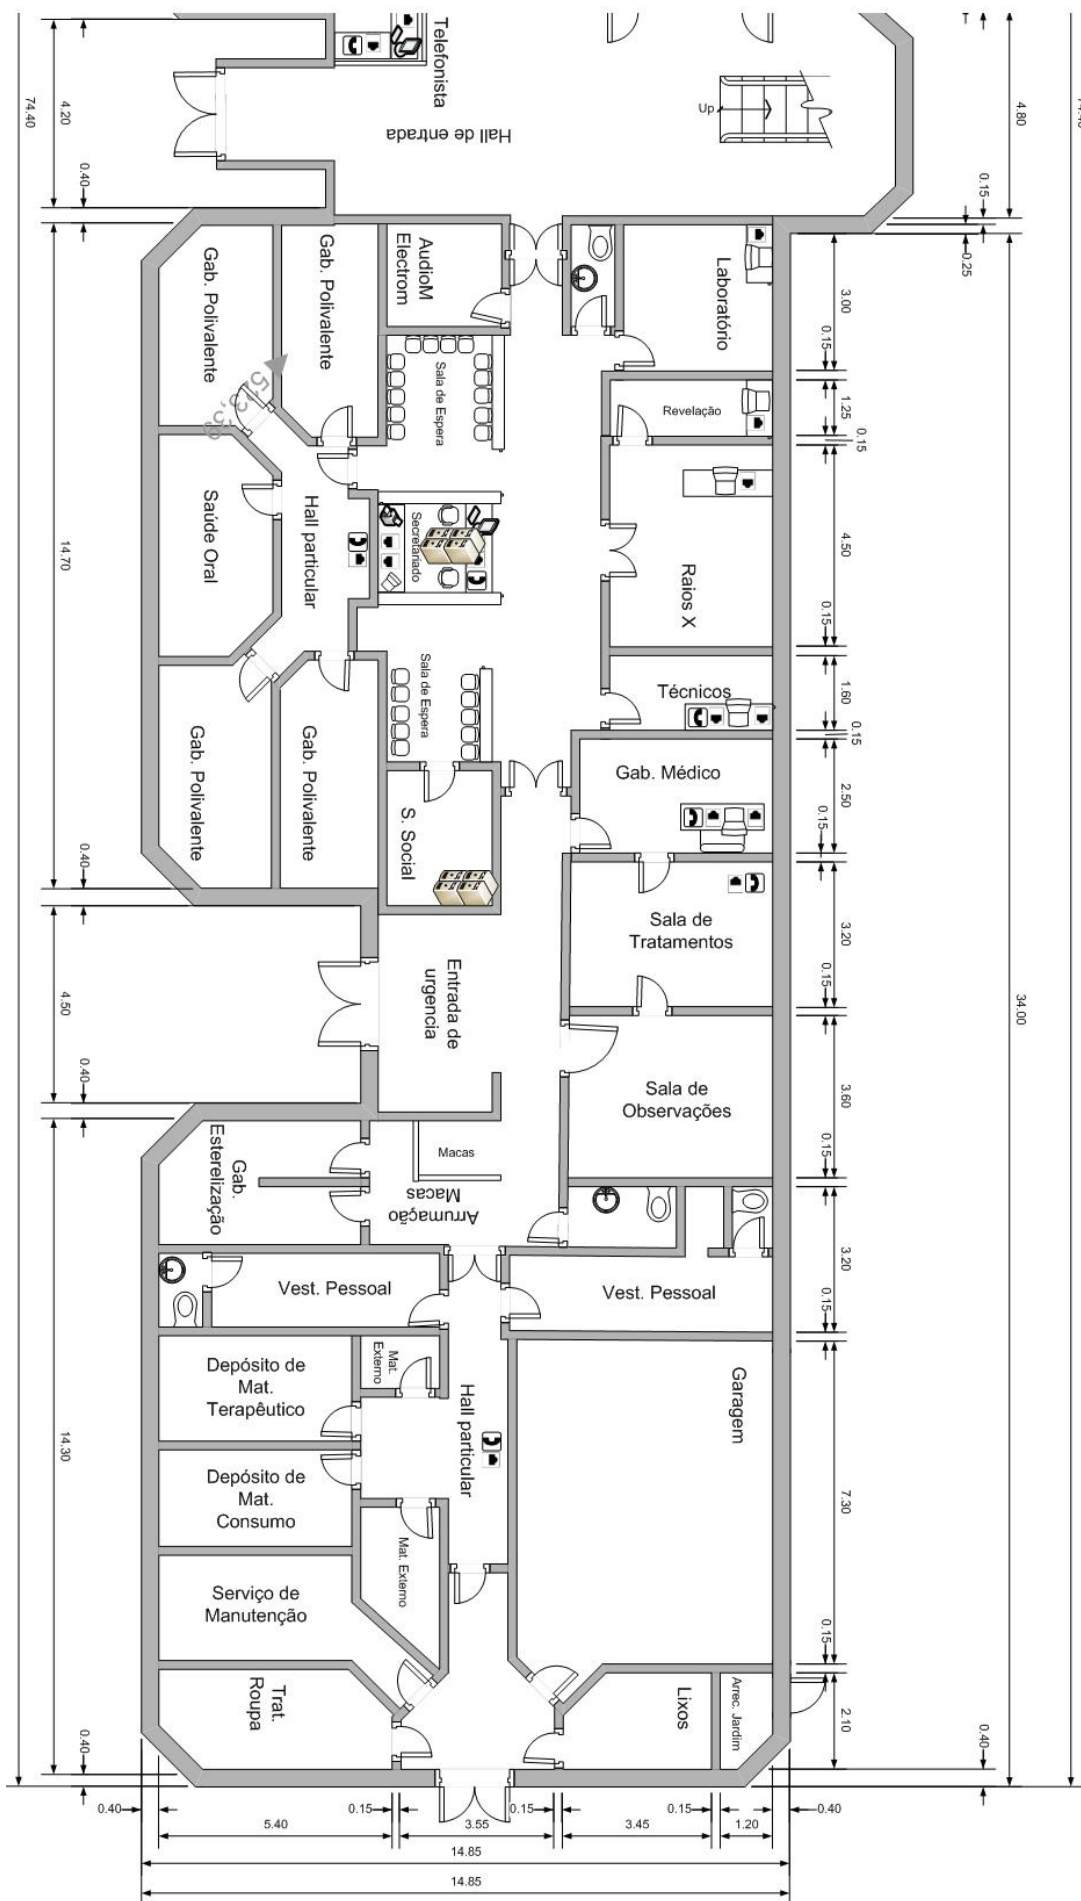 Telefonista
Up
Hall de entrada
74.40
4.20
0.40
4.80
0.15
0.25
Gab. Polivalente
Gab. Polivalente
AudioM
Electrom
Laboratório
3.00
0.15
Sala de Espera
Revelação
1.25
0.15
Saúde Oral
Hall particular
Secretariado
Raios X
4.50
0.15
14.70
Sala de Espera
Técnicos
1.60
0.15
Gab. Polivalente
Gab. Polivalente
S. Social
Gab. Médico
2.50
0.15
0.40
Sala de
Tratamentos
3.20
0.15
34.00
4.50
Entrada de
urgencia
0.40
Sala de
Observações
3.60
0.15
Gab.
Esterelização
Macas
Arrumação
Macas
3.20
0.15
Vest. Pessoal
Vest. Pessoal
Depósito de
Mat.
Terapêutico
Mat.
Externo
Hall particular
Garagem
14.30
Depósito de
Mat.
Consumo
7.30
Mat. Externo
Serviço de
Manutenção
0.15
Trat.
Roupa
Lixos
Arrec. Jardim
2.10
0.40
0.40
0.40
0.15
0.15
0.15
0.40
5.40
3.55
3.45
1.20
14.85
14.85